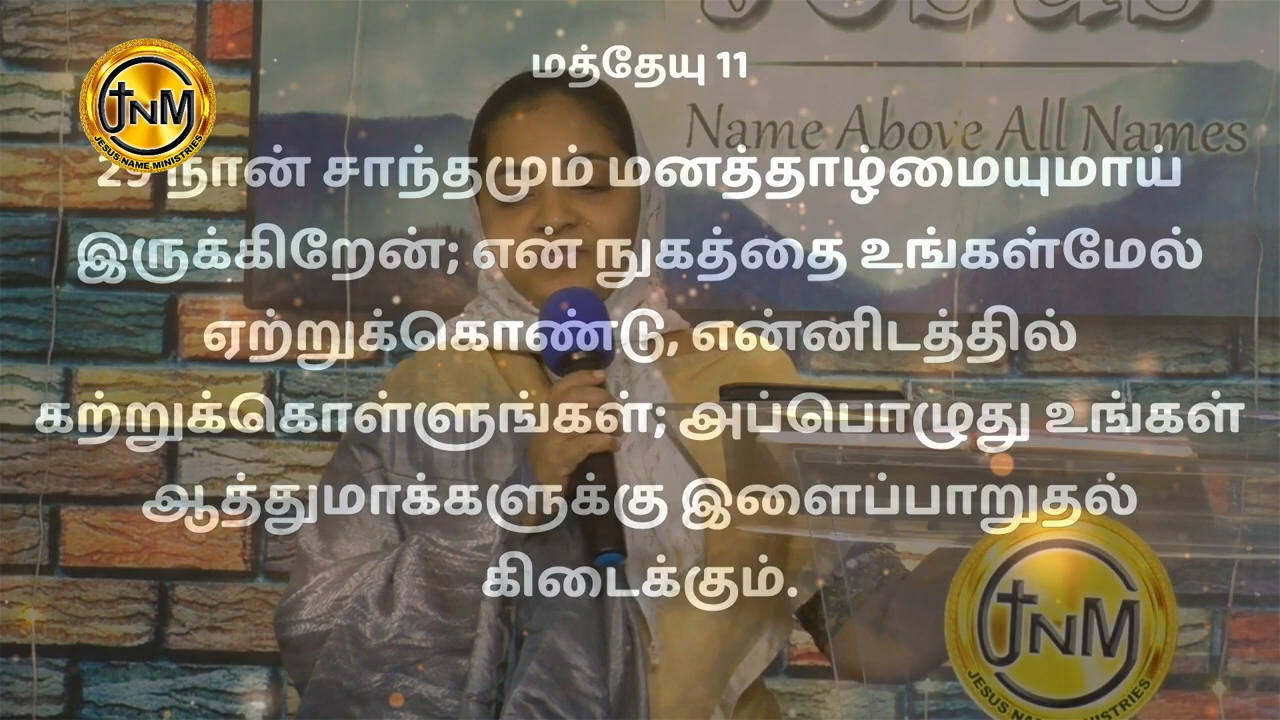 மத்தேயு 11
Name Above All Names
29 நான் சாந்தமும் மனத்தாழ்மையுமாய்
இருக்கிறேன்; என் நுகத்தை உங்கள்மேல்
ஏற்றுக்கொண்டு, என்னிடத்தில்
கற்றுக்கொள்ளுங்கள்; அப்பொழுது உங்கள்
ஆத்துமாக்களுக்கு இளைப்பாறுதல்
கிடைக்கும்.
JNM
JESUS NAME MINISTRIES
JNM
JESUS NAME MINISTRIES